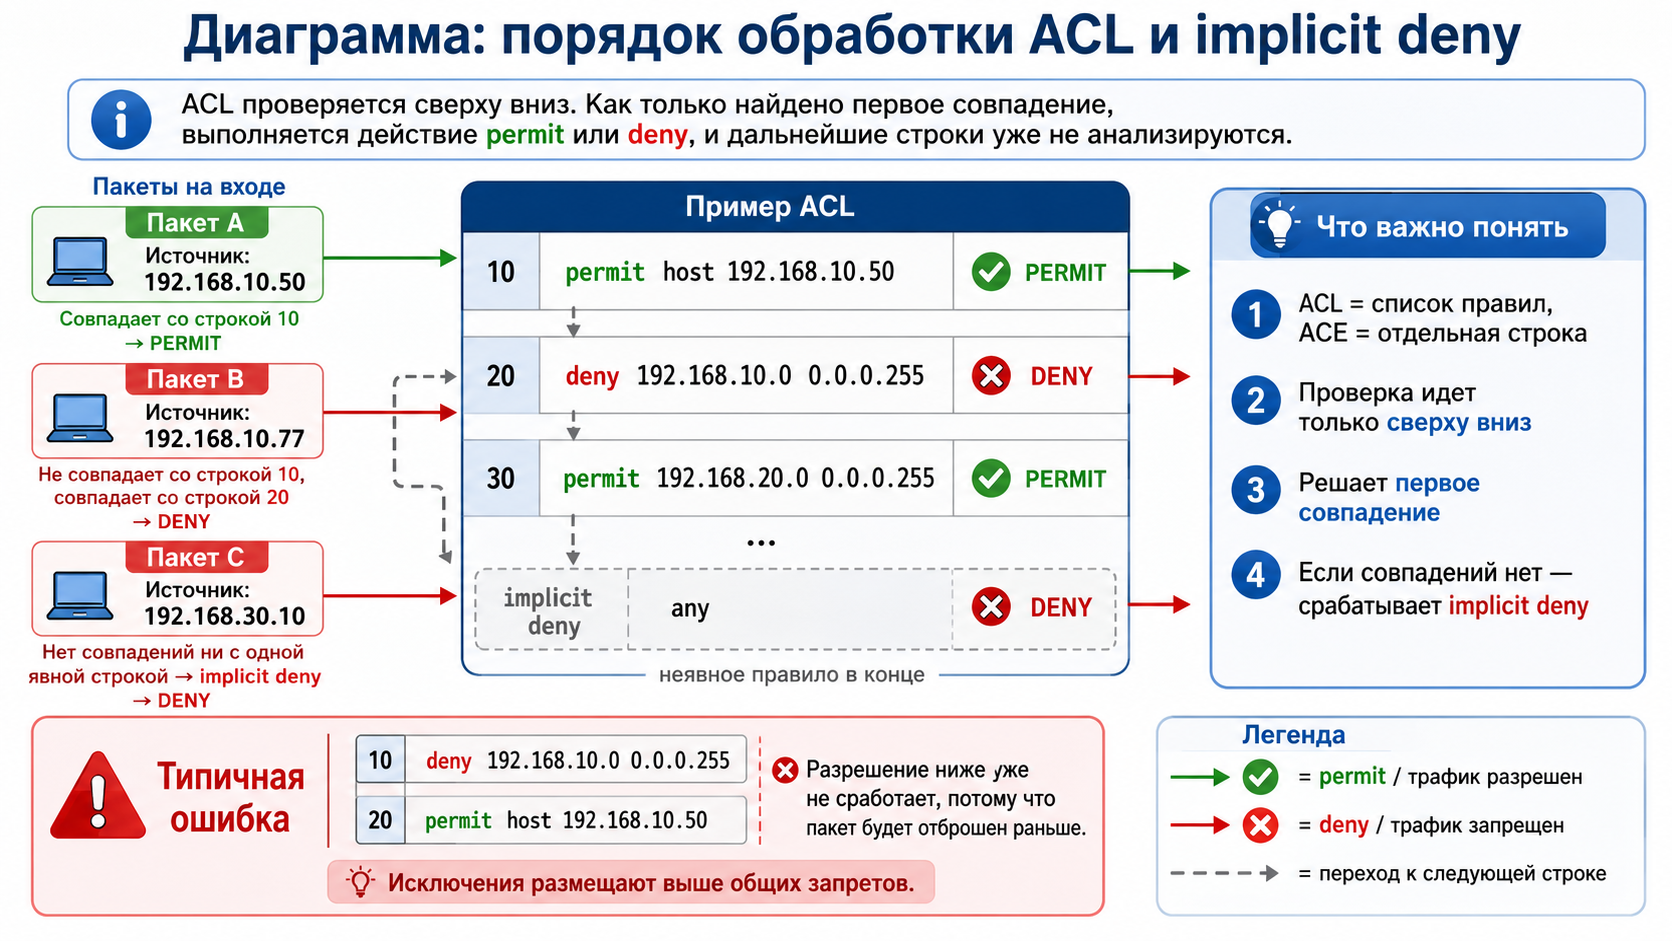 Диаграмма: порядок обработки ACL и implicit deny
ACL проверяется сверху вниз. Как только найдено первое совпадение,
выполняется действие permit или deny, и дальнейшие строки уже не анализируются.
Пакеты на входе
Пакет A
Источник:
192.168.10.50
Совпадает со строкой 10
→ PERMIT
Пакет B
Источник:
192.168.10.77
Не совпадает со строкой 10,
совпадает со строкой 20
→ DENY
Пакет C
Источник:
192.168.30.10
Нет совпадений ни с одной
явной строкой → implicit deny
→ DENY
Пример ACL
10 permit host 192.168.10.50 PERMIT
20 deny 192.168.10.0 0.0.0.255 DENY
30 permit 192.168.20.0 0.0.0.255 PERMIT
...
implicit
deny
any
DENY
неявное правило в конце
Что важно понять
1
ACL = список правил,
ACE = отдельная строка
2
Проверка идет
только сверху вниз
3
Решает первое
совпадение
4
Если совпадений нет —
срабатывает implicit deny
Типичная
ошибка
10 deny 192.168.10.0 0.0.0.255
20 permit host 192.168.10.50
Разрешение ниже уже
не сработает, потому что
пакет будет отброшен раньше.
Исключения размещают выше общих запретов.
Легенда
= permit / трафик разрешен
= deny / трафик запрещен
= переход к следующей строке